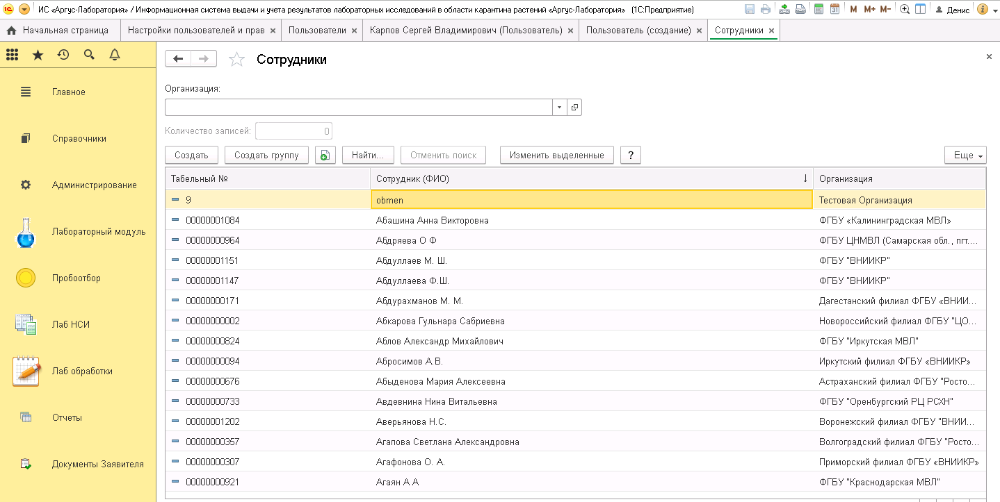 ИС «Аргус-Лаборатория» / Информационная система выдачи и учета результатов лабораторных исследований в области карантина растений «Аргус-Лаборатория» (1С:Предприятие)
M M+ M- Денис
Начальная страница
Настройки пользователей и прав
Пользователи
Карпов Сергей Владимирович (Пользователь)
Пользователь (создание)
Сотрудники
Главное
Справочники
Администрирование
Лабораторный модуль
Пробоотбор
Лаб НСИ
Лаб обработки
Отчеты
Документы Заявителя
Сотрудники
Организация:
Количество записей: 0
Создать Создать группу Найти... Отменить поиск Изменить выделенные ? Еще
Табельный № Сотрудник (ФИО) ↓ Организация
9 obmen Тестовая Организация
00000001084 Абашина Анна Викторовна ФГБУ «Калининградская МВЛ»
00000000964 Абдряева О Ф ФГБУ ЦНМВЛ (Самарская обл., пгт....
00000001151 Абдуллаев М. Ш. ФГБУ "ВНИИКР"
00000001147 Абдуллаева Ф.Ш. ФГБУ "ВНИИКР"
00000000171 Абдурахманов М. М. Дагестанский филиал ФГБУ «ВНИИ...
00000000002 Абкарова Гульнара Сабриевна Новороссийский филиал ФГБУ "ЦО...
00000000824 Аблов Александр Михайлович ФГБУ "Иркутская МВЛ"
00000000094 Абросимов А.В. Иркутский филиал ФГБУ «ВНИИКР»
00000000676 Абыденова Мария Алексеевна Астраханский филиал ФГБУ "Росто...
00000000733 Авдевнина Нина Витальевна ФГБУ "Оренбургский РЦ РСХН"
00000001202 Аверьянова Н.С. Воронежский филиал ФГБУ "ВНИИ...
00000000357 Агапова Светлана Александровна Волгоградский филиал ФГБУ "Росто...
00000000307 Агафонова О. А. Приморский филиал ФГБУ «ВНИИКР»
00000000921 Агаян А А ФГБУ "Краснодарская МВЛ"